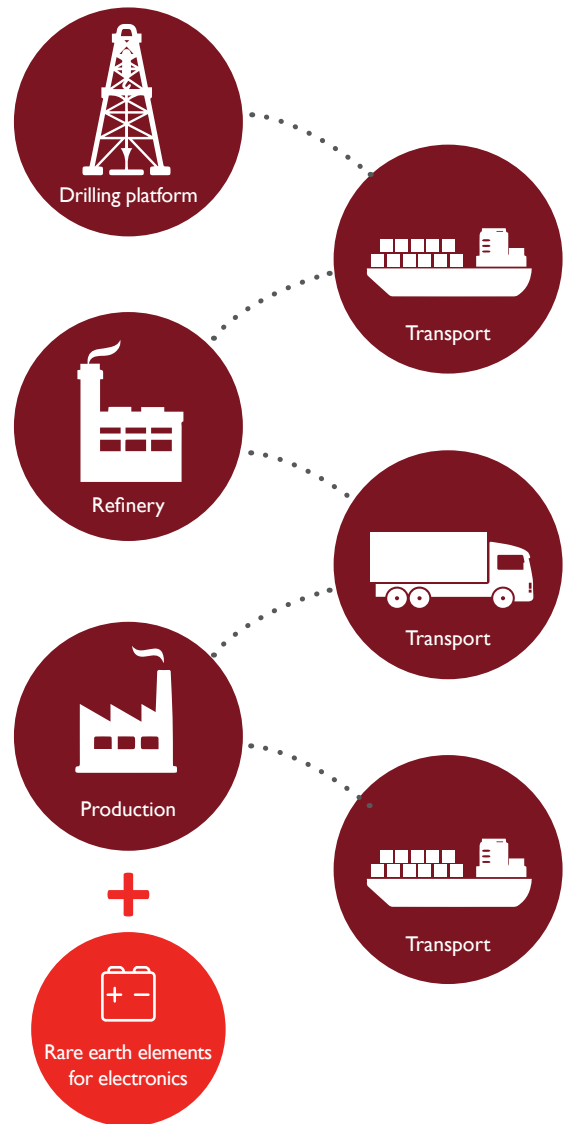 Drilling platform
Transport
Refinery
Transport
Production
Transport
Rare earth elements
for electronics